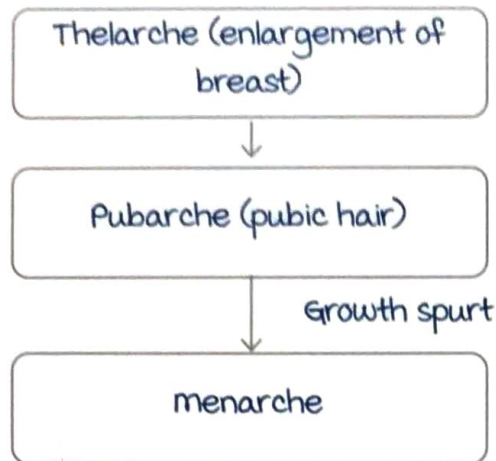 Thelarche (enlargement of
breast)
Pubarche (pubic hair)
Growth spurt
menarche